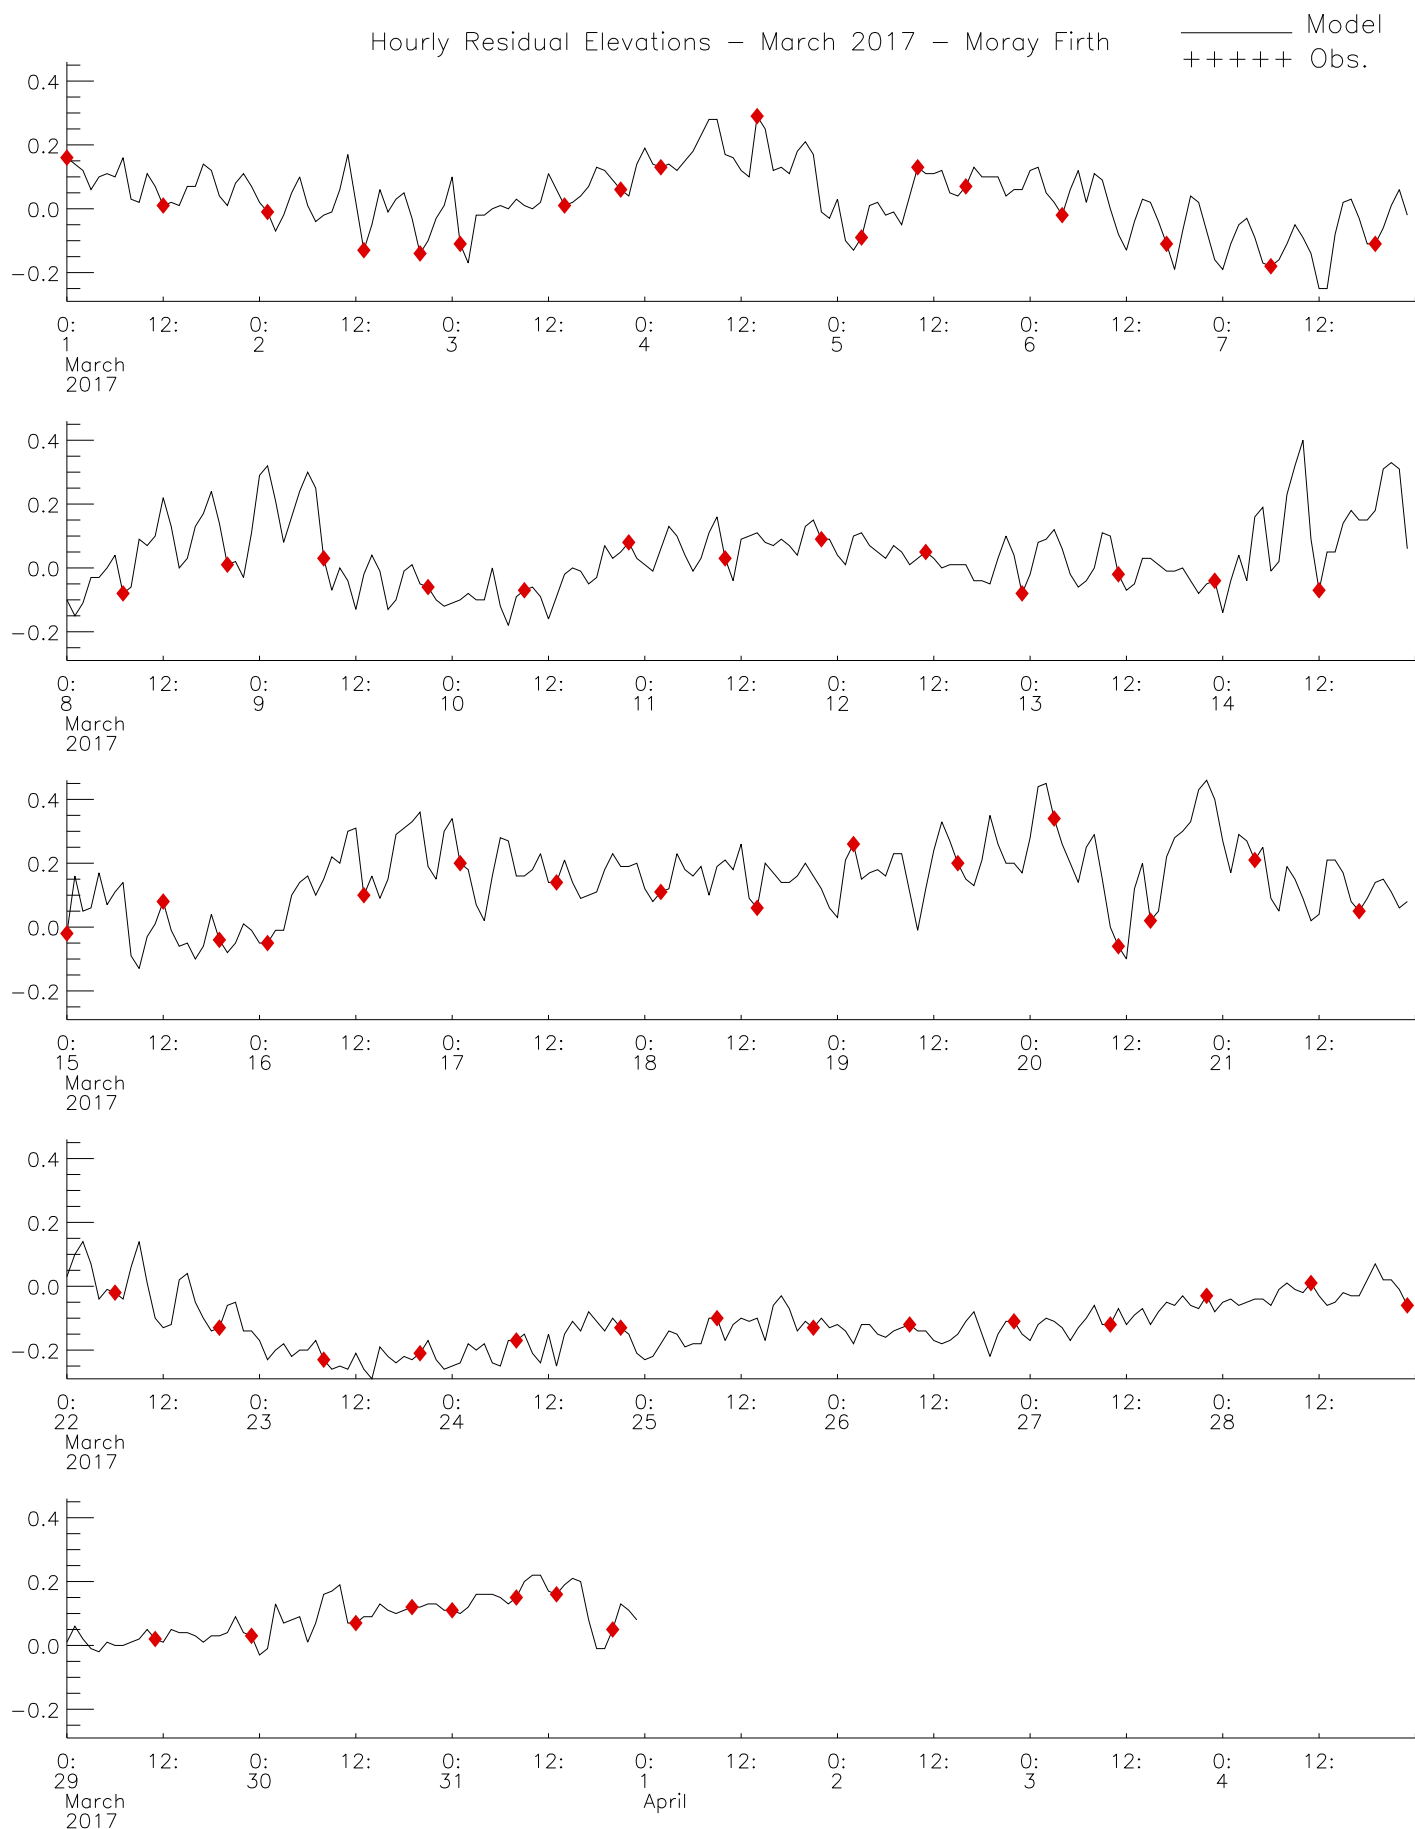 Hourly Residual Elevations – March 2017 – Moray Firth
Model
+++++ Obs.
0.4
0.2
0.0
−0.2
0: 12: 0: 12: 0: 12: 0: 12: 0: 12: 0: 12: 0: 12:
1 2 3 4 5 6 7
March
2017
0.4
0.2
0.0
−0.2
0: 12: 0: 12: 0: 12: 0: 12: 0: 12: 0: 12: 0: 12:
8 9 10 11 12 13 14
March
2017
0.4
0.2
0.0
−0.2
0: 12: 0: 12: 0: 12: 0: 12: 0: 12: 0: 12: 0: 12:
15 16 17 18 19 20 21
March
2017
0.4
0.2
0.0
−0.2
0: 12: 0: 12: 0: 12: 0: 12: 0: 12: 0: 12: 0: 12:
22 23 24 25 26 27 28
March
2017
0.4
0.2
0.0
−0.2
0: 12: 0: 12: 0: 12: 0: 12: 0: 12: 0: 12: 0: 12:
29 30 31 1 2 3 4
March April
2017